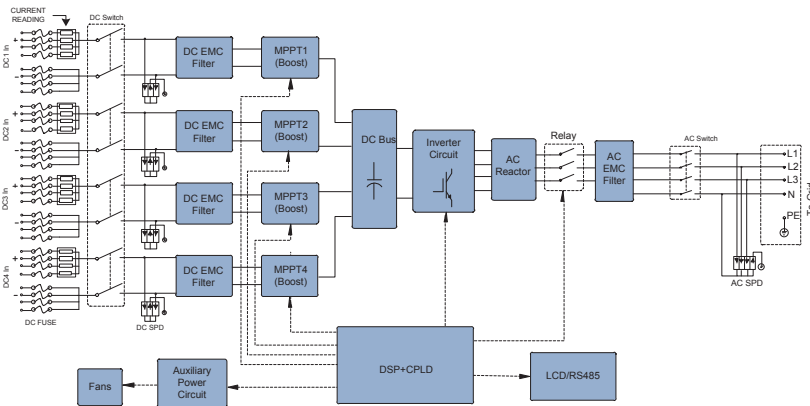 CURRENT
READING
DC Switch
DC1 In
+
−
DC EMC
Filter
MPPT1
(Boost)
DC2 In
+
−
DC EMC
Filter
MPPT2
(Boost)
DC3 In
+
−
DC EMC
Filter
MPPT3
(Boost)
DC4 In
+
−
DC EMC
Filter
MPPT4
(Boost)
DC FUSE
DC SPD
DC Bus
Inverter
Circuit
AC
Reactor
Relay
AC
EMC
Filter
AC Switch
L1
L2
L3
N
PE
AC SPD
DSP+CPLD
LCD/RS485
Auxiliary
Power
Circuit
Fans